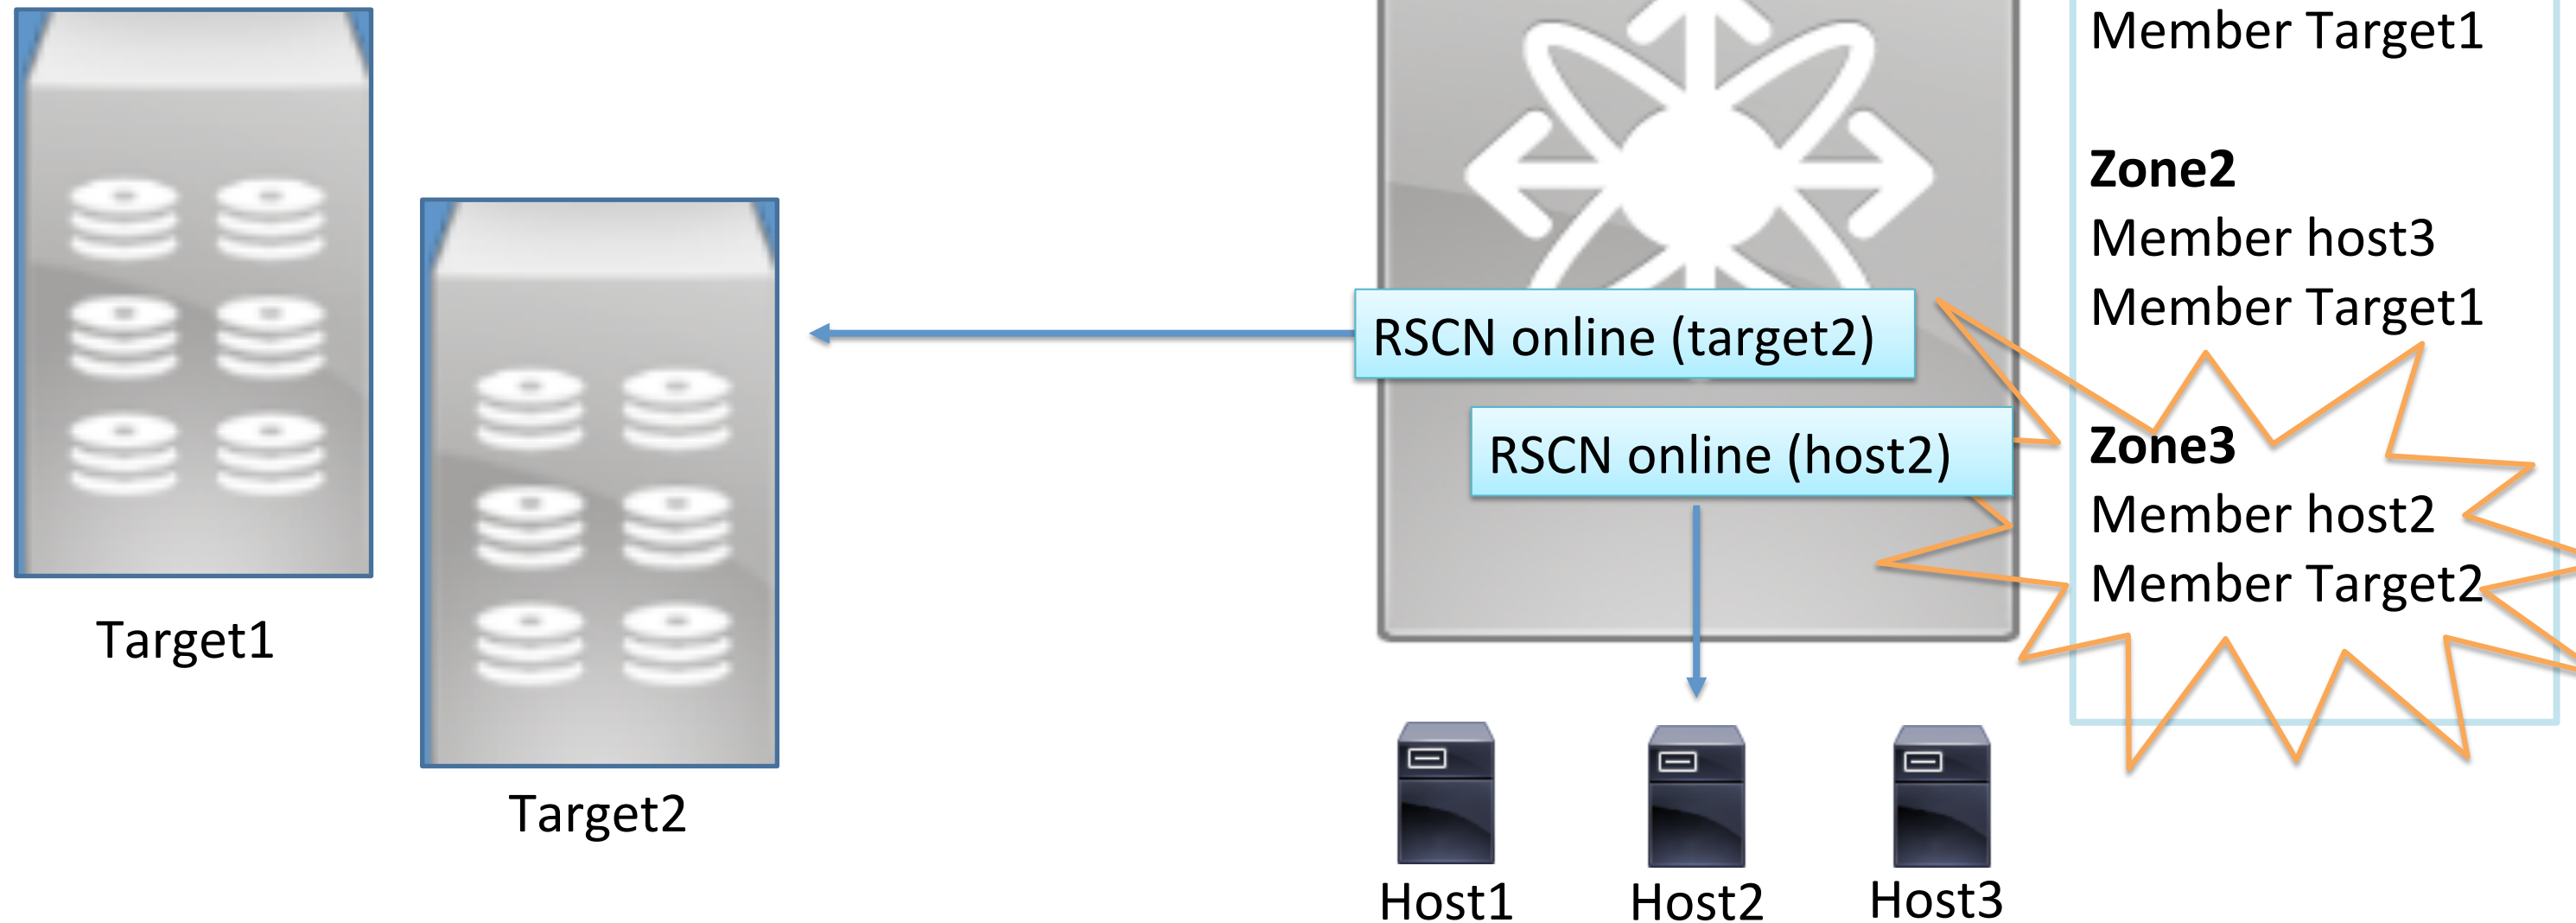 Member Target1
Zone2
Member host3
Member Target1
RSCN online (target2)
RSCN online (host2)
Zone3
Member host2
Member Target2
Target1
Target2
Host1
Host2
Host3